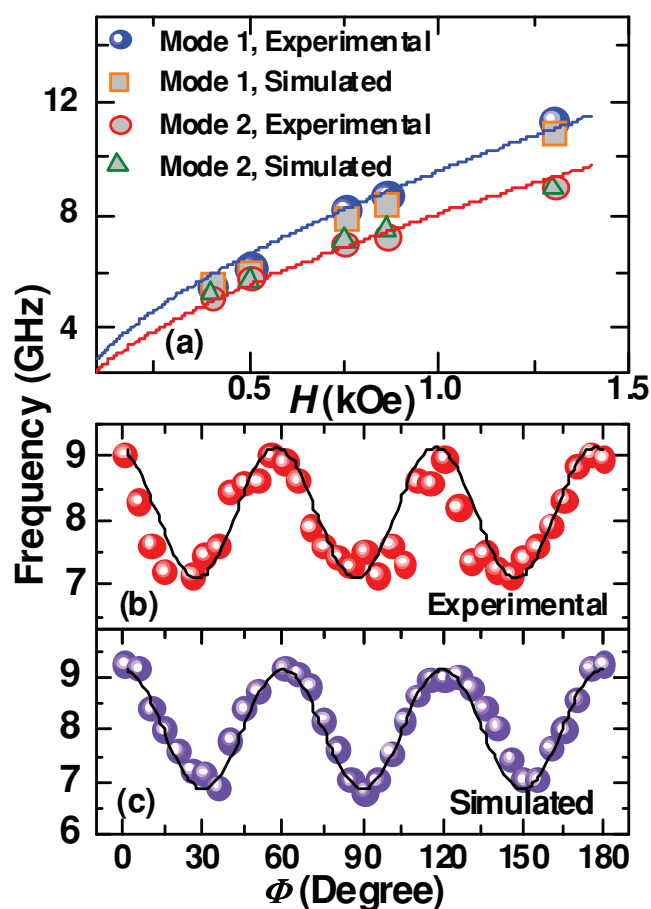 Mode 1, Experimental
Mode 1, Simulated
Mode 2, Experimental
Mode 2, Simulated
12
8
4
(a)
0.5 1.0 1.5
H (kOe)
Frequency (GHz)
9
8
7
(b)
Experimental
9
8
7
6
(c)
Simulated
0 30 60 90 120 150 180
Φ (Degree)